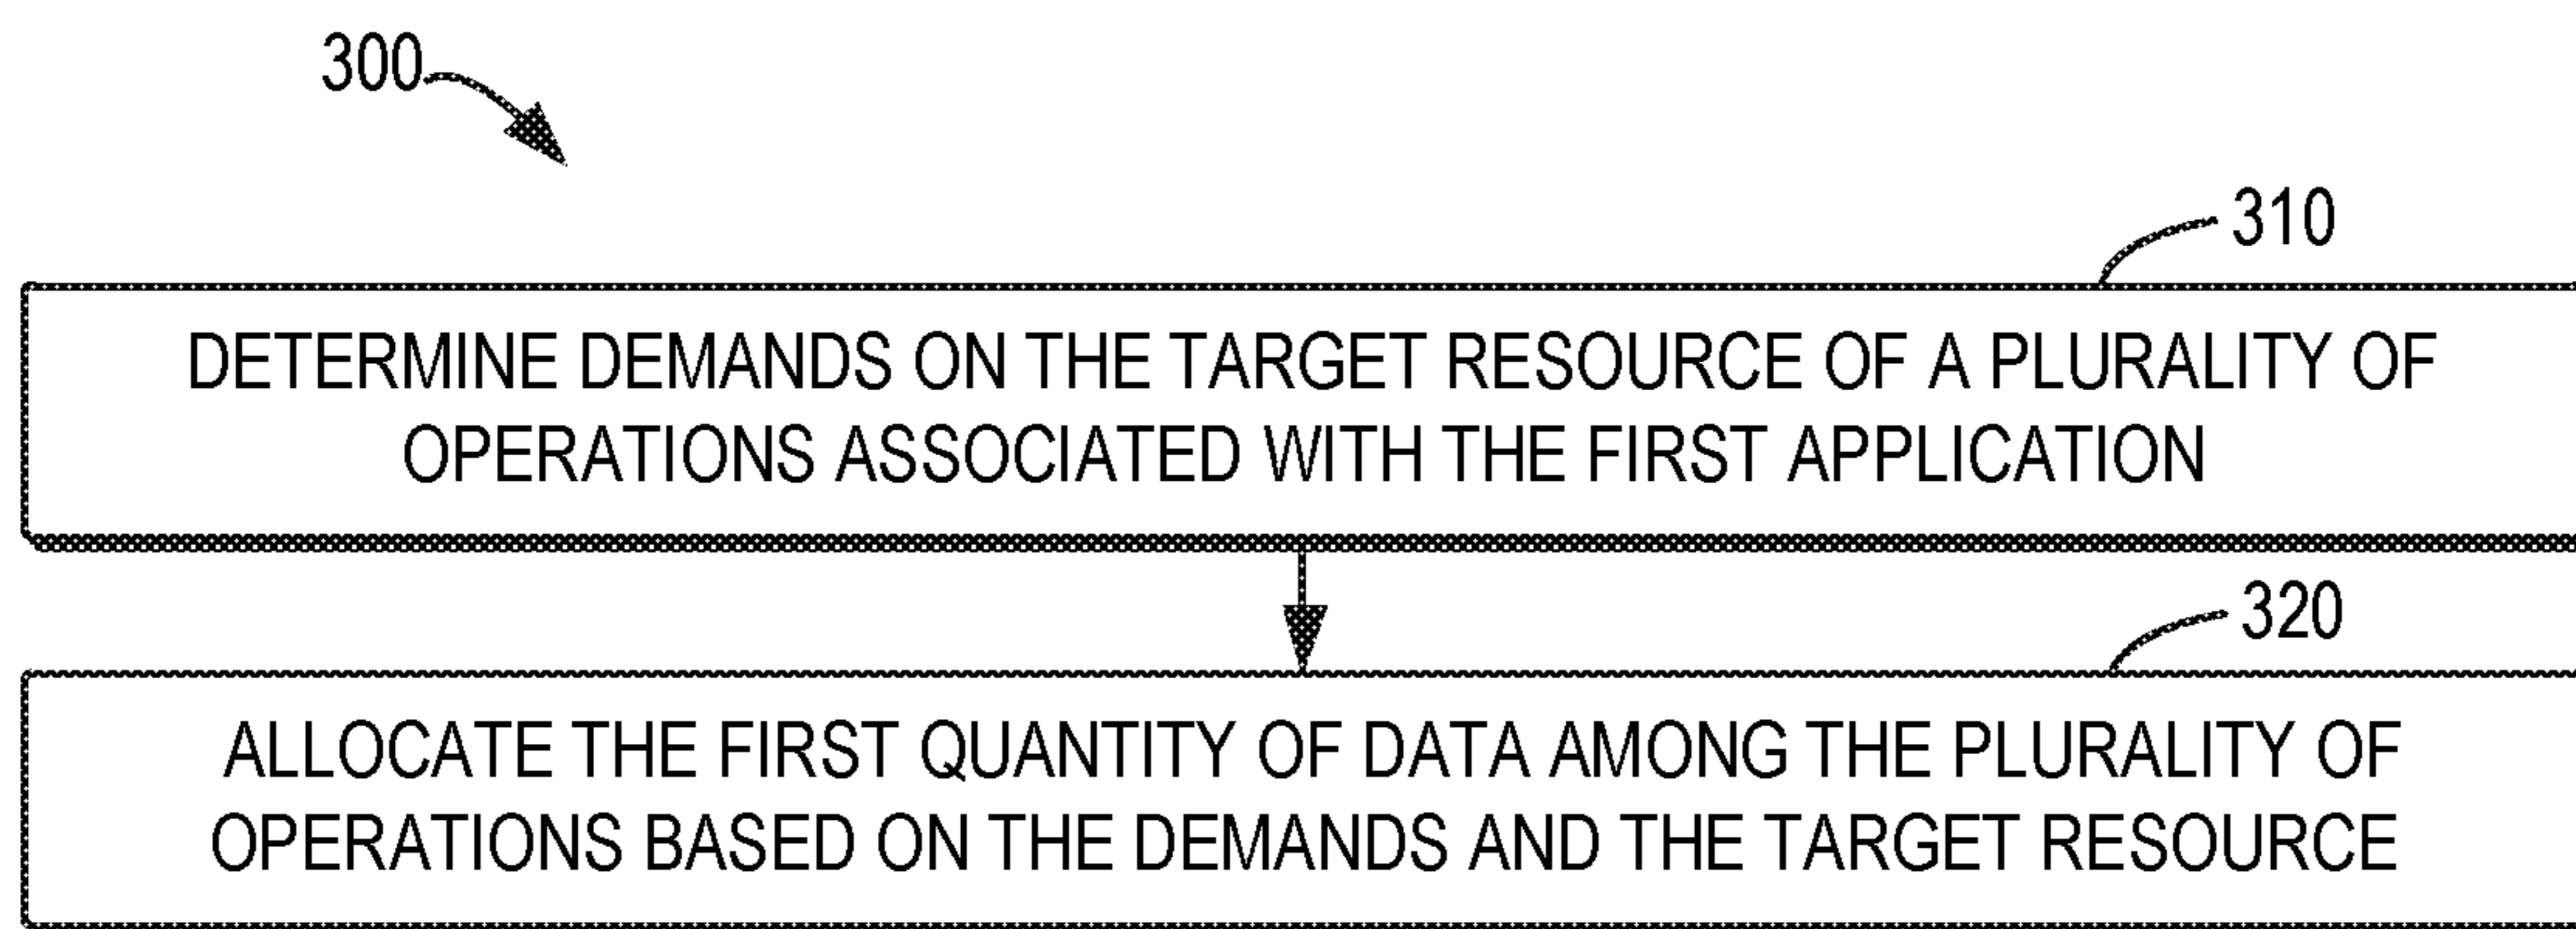 300
310
DETERMINE DEMANDS ON THE TARGET RESOURCE OF A PLURALITY OF
OPERATIONS ASSOCIATED WITH THE FIRST APPLICATION
320
ALLOCATE THE FIRST QUANTITY OF DATA AMONG THE PLURALITY OF
OPERATIONS BASED ON THE DEMANDS AND THE TARGET RESOURCE